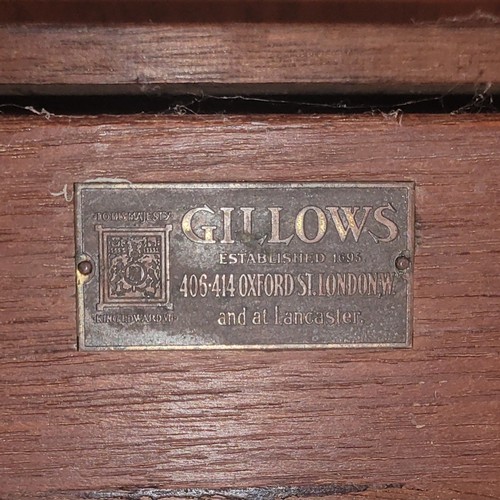 TO HIS MAJESTY
KING EDWARD VII
GILLOWS
ESTABLISHED 1695
406-414 OXFORD ST. LONDON, W.
and at Lancaster.